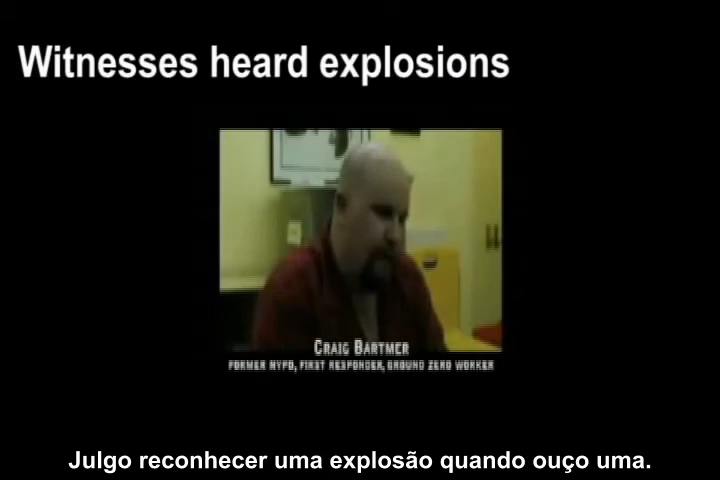 Witnesses heard explosions
CRAIG BARTMER
FORMER NYPD, FIRST RESPONDER, GROUND ZERO WORKER
Julgo reconhecer uma explosão quando ouço uma.